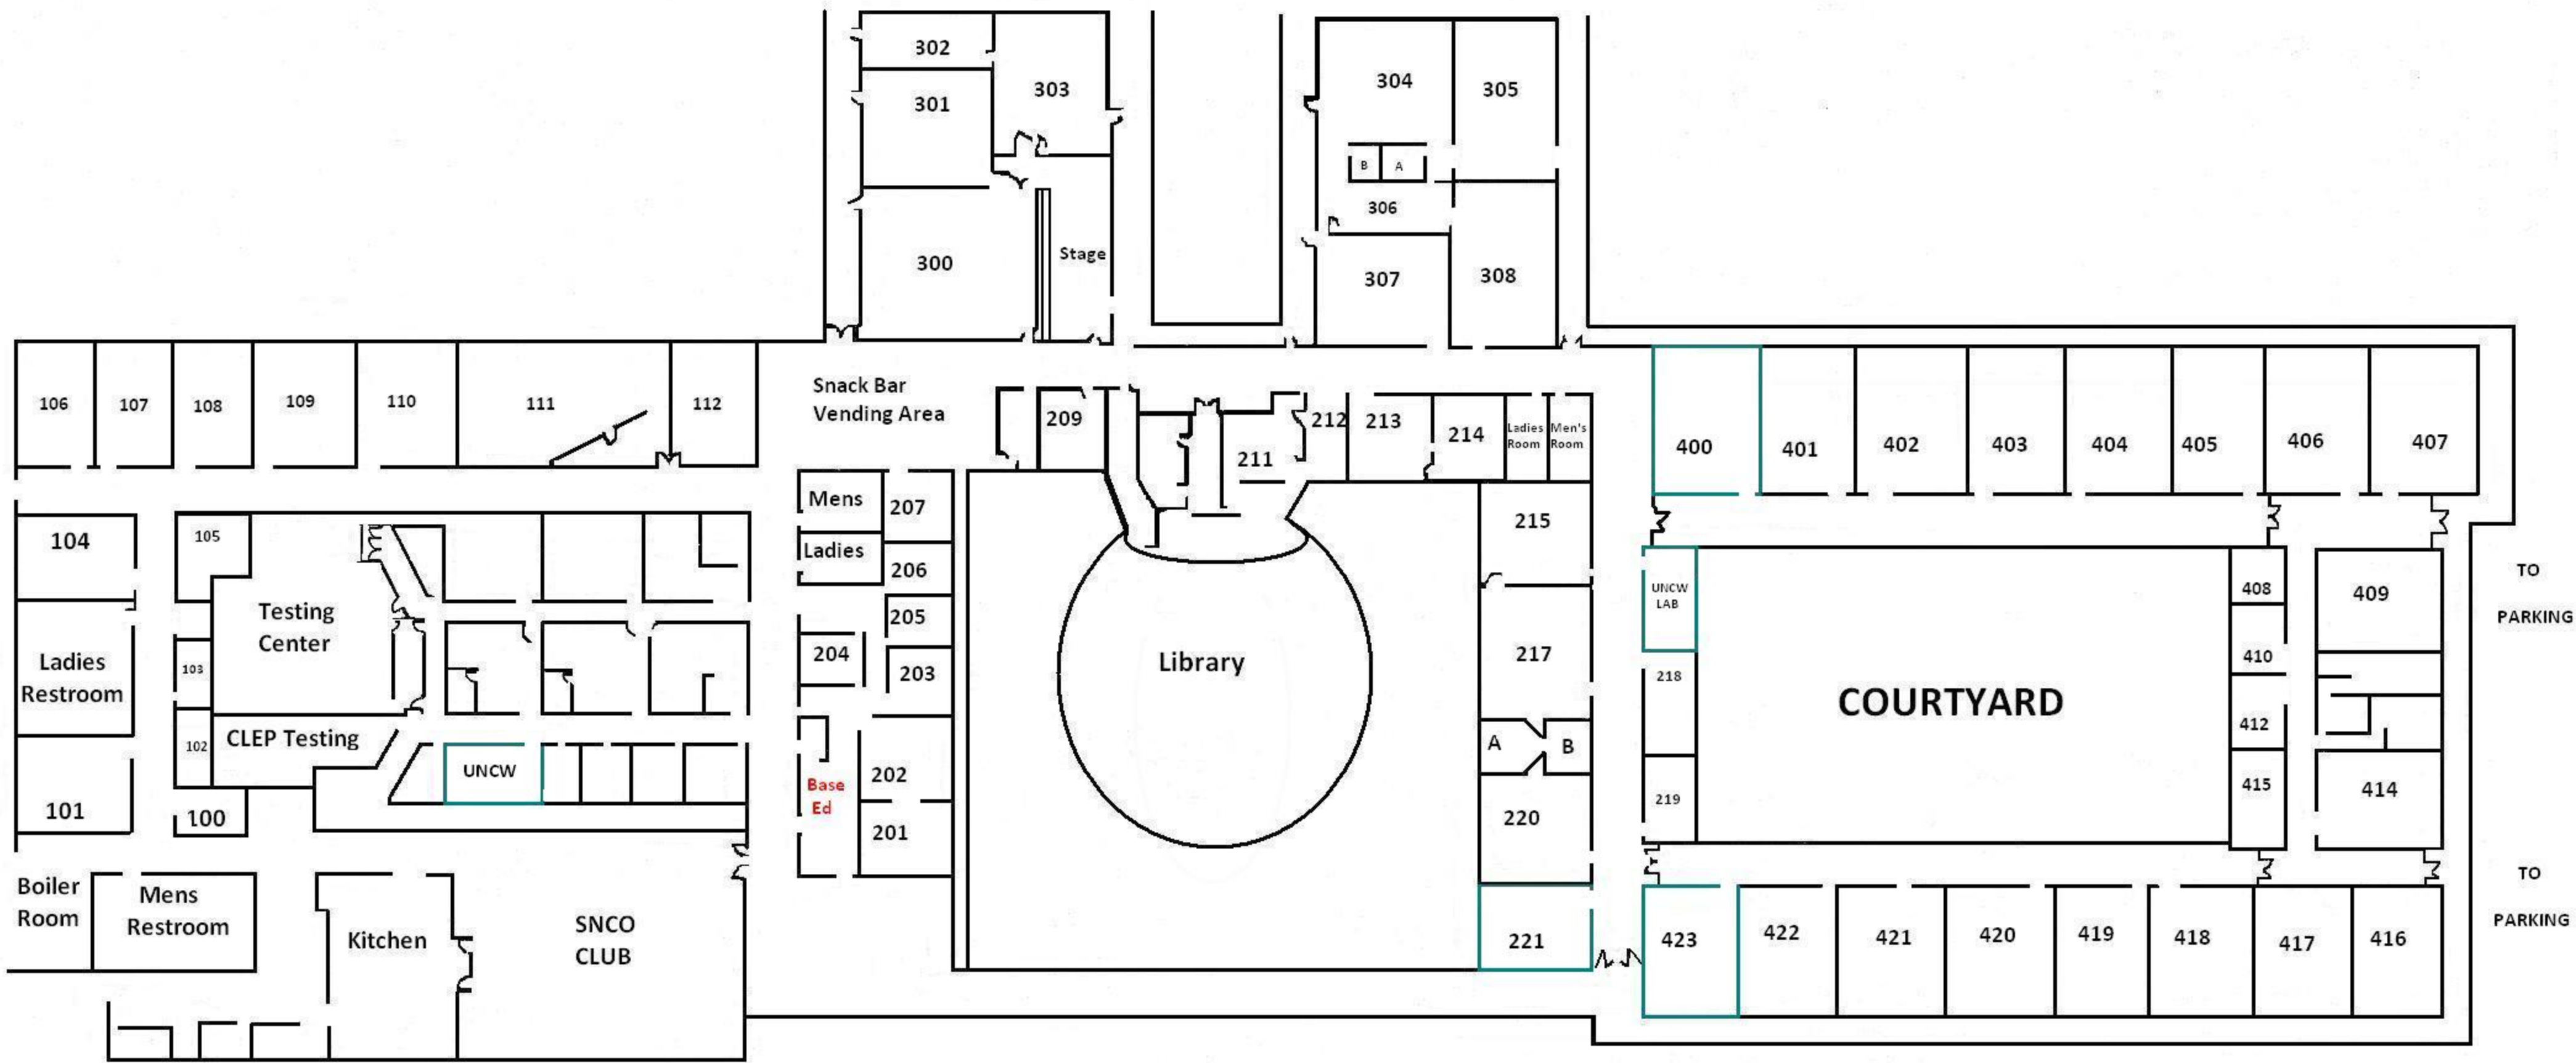 302
303
301
300
Stage
304
305
B
A
306
307
308
106
107
108
109
110
111
112
Snack Bar
Vending Area
209
211
212
213
214
Ladies
Room
Men's
Room
400
401
402
403
404
405
406
407
104
105
Testing
Center
Ladies
Restroom
103
102
CLEP Testing
UNCW
101
100
Mens
207
Ladies
206
205
204
203
Base
Ed
202
201
Library
215
217
A
B
220
221
UNCW
LAB
218
219
COURTYARD
408
410
412
415
409
414
TO
PARKING
TO
PARKING
Boiler
Room
Mens
Restroom
Kitchen
SNCO
CLUB
423
422
421
420
419
418
417
416